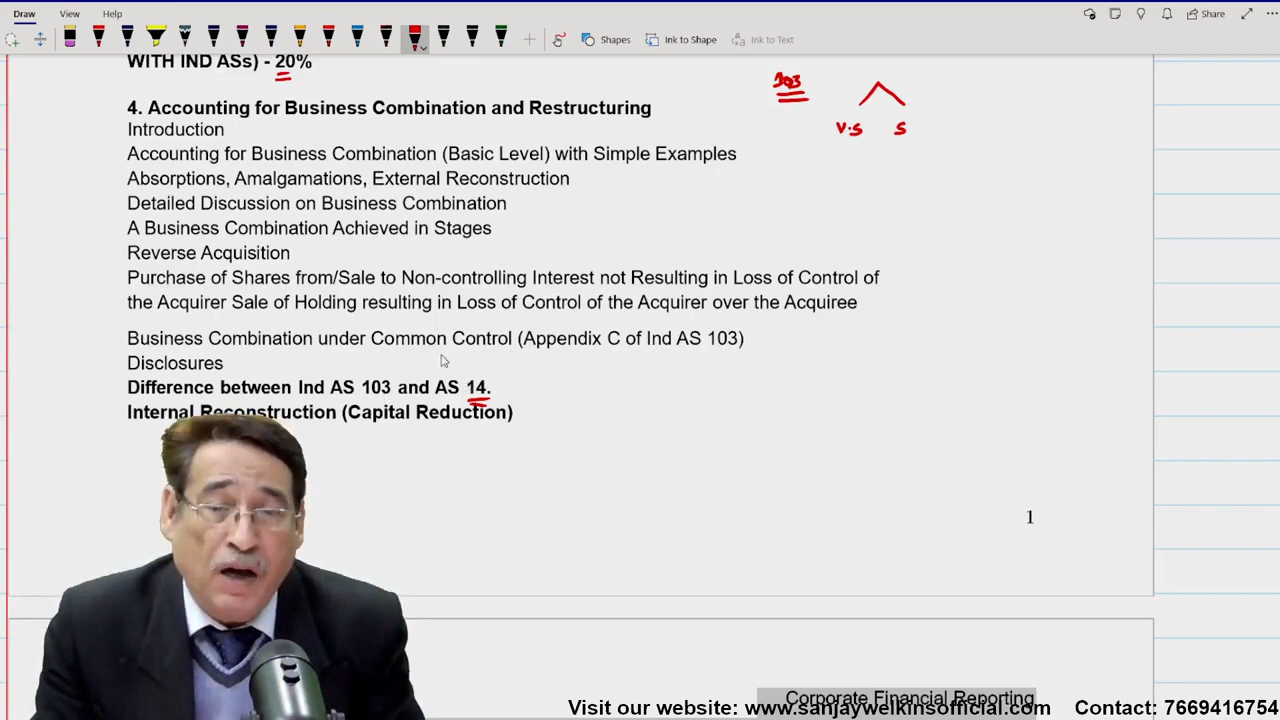 Draw View Help
Share
Shapes Ink to Shape Ink to Text
WITH IND ASs) - 20%
103
4. Accounting for Business Combination and Restructuring
V.S S
Introduction
Accounting for Business Combination (Basic Level) with Simple Examples
Absorptions, Amalgamations, External Reconstruction
Detailed Discussion on Business Combination
A Business Combination Achieved in Stages
Reverse Acquisition
Purchase of Shares from/Sale to Non-controlling Interest not Resulting in Loss of Control of
the Acquirer Sale of Holding resulting in Loss of Control of the Acquirer over the Acquiree
Business Combination under Common Control (Appendix C of Ind AS 103)
Disclosures
Difference between Ind AS 103 and AS 14.
Internal Reconstruction (Capital Reduction)
1
Corporate Financial Reporting
Visit our website: www.sanjaywelkinsofficial.com Contact: 7669416754